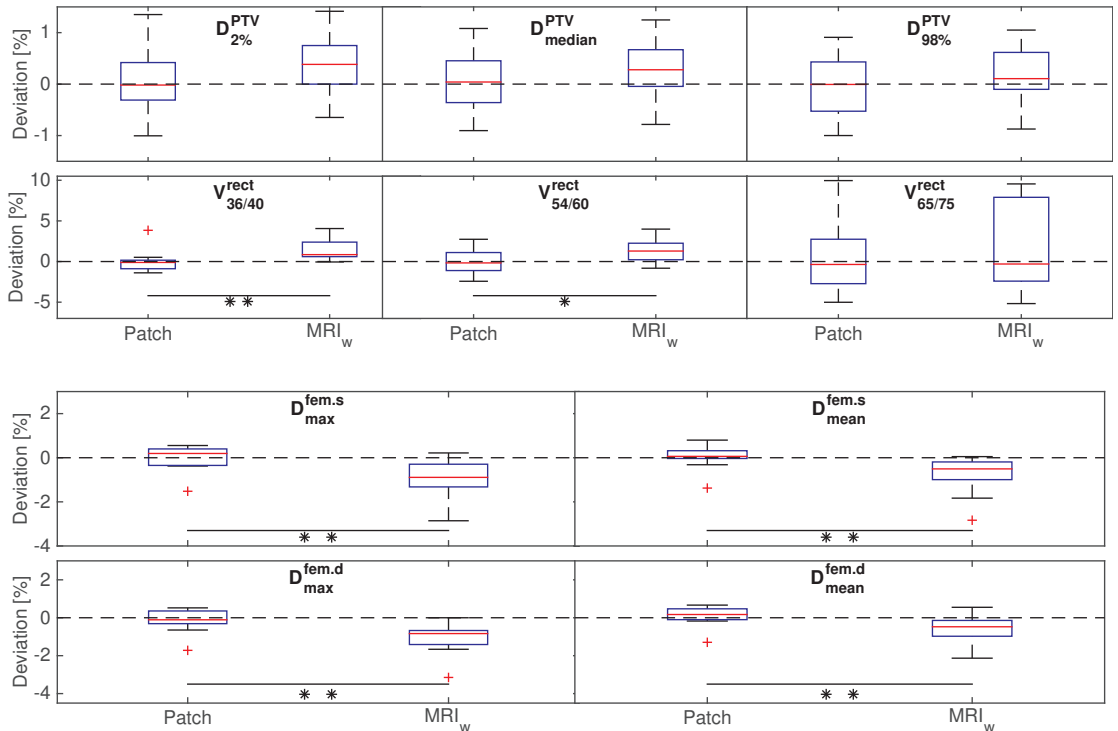 D^PTV_2% D^PTV_median D^PTV_98%
Deviation [%]
1
0
-1
V^rect_36/40 V^rect_54/60 V^rect_65/75
Deviation [%]
10
5
0
-5
** *
Patch MRI_w Patch MRI_w Patch MRI_w
D^fem.s_max D^fem.s_mean
Deviation [%]
2
0
-2
-4
** **
D^fem.d_max D^fem.d_mean
Deviation [%]
2
0
-2
-4
** **
Patch MRI_w Patch MRI_w